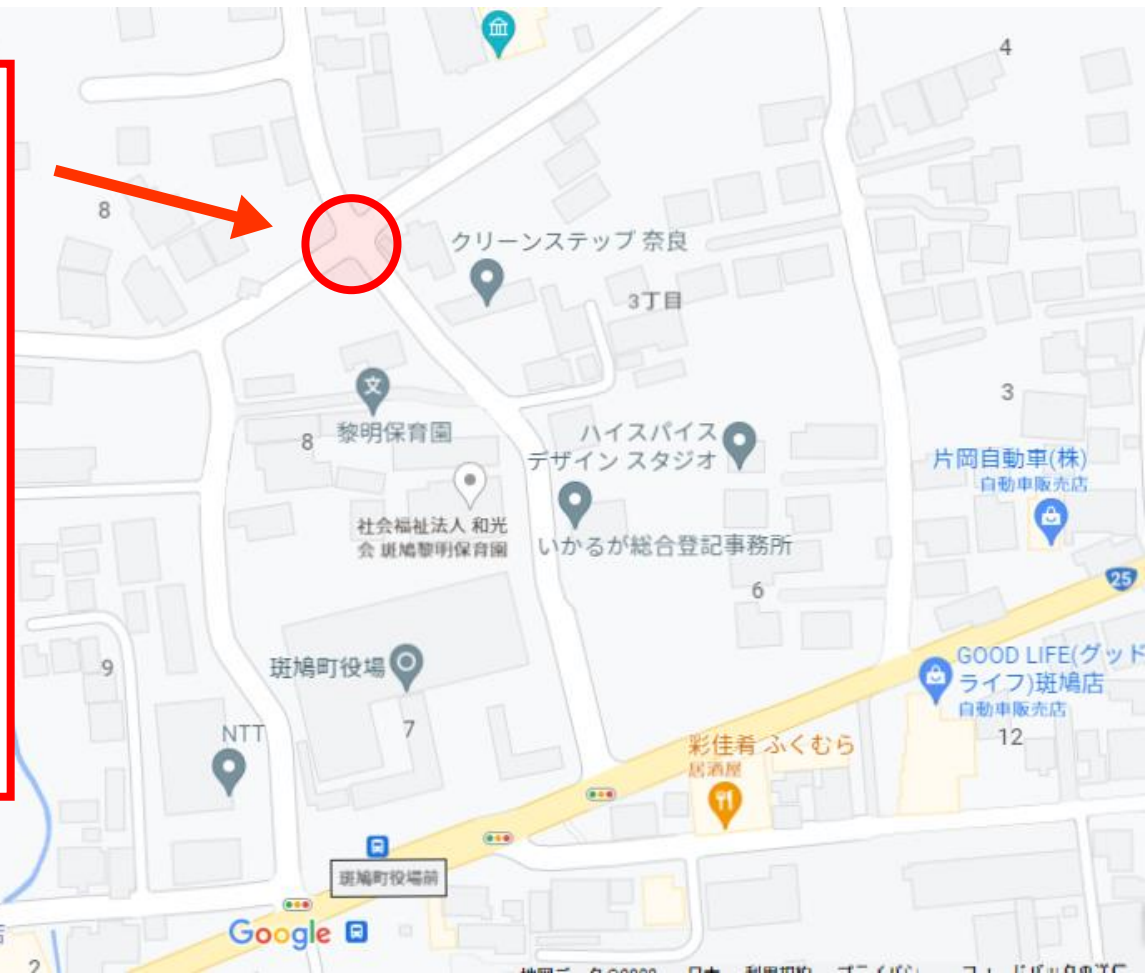 4
8
クリーンステップ 奈良
3丁目
文
3
黎明保育園
8
ハイスパイス
デザイン スタジオ
片岡自動車(株)
自動車販売店
社会福祉法人 和光
会 斑鳩黎明保育園
いかるが総合登記事務所
25
6
9
斑鳩町役場
GOOD LIFE(グッド
ライフ)斑鳩店
自動車販売店
NTT
7
彩佳肴 ふくむら
居酒屋
12
斑鳩町役場前
Google
2